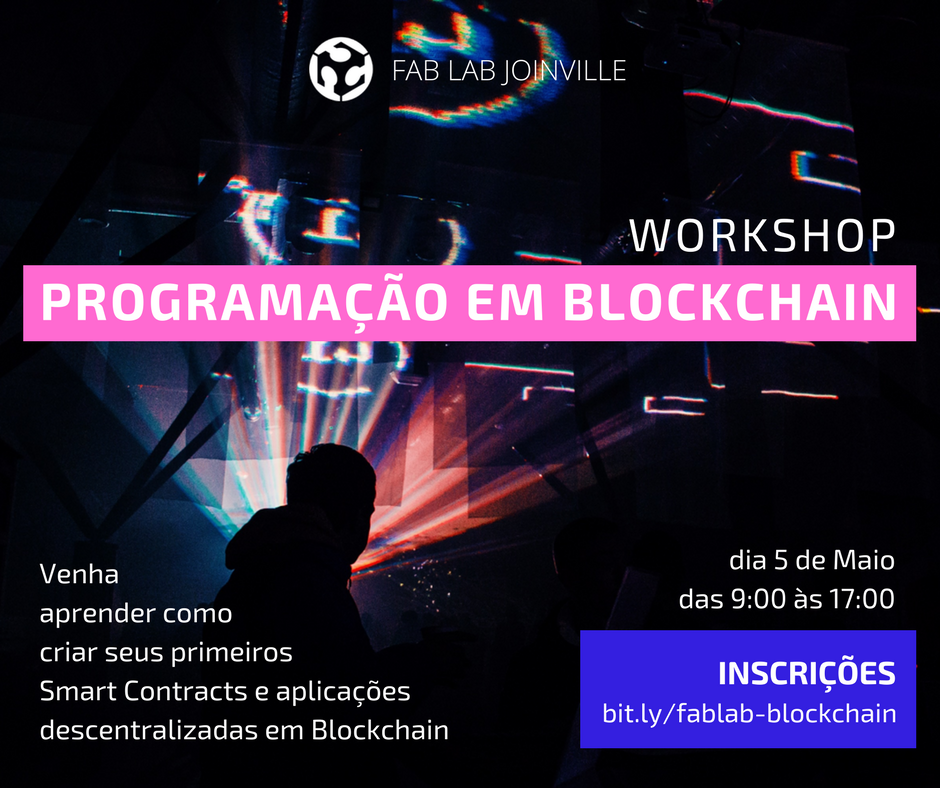 FAB LAB JOINVILLE
WORKSHOP
PROGRAMAÇÃO EM BLOCKCHAIN
Venha
aprender como
criar seus primeiros
Smart Contracts e aplicações
descentralizadas em Blockchain
dia 5 de Maio
das 9:00 às 17:00
INSCRIÇÕES
bit.ly/fablab-blockchain